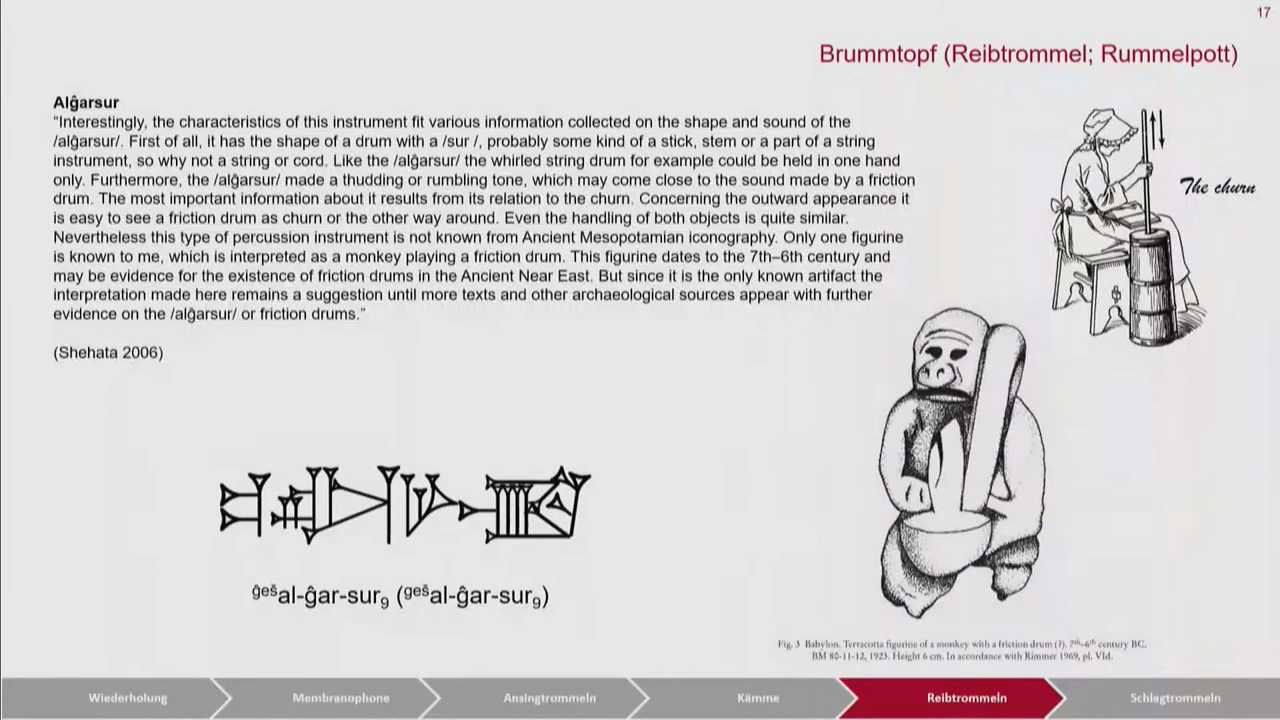 17
Brummtopf (Reibtrommel; Rummelpott)
Alĝarsur
“Interestingly, the characteristics of this instrument fit various information collected on the shape and sound of the
/alĝarsur/. First of all, it has the shape of a drum with a /sur /, probably some kind of a stick, stem or a part of a string
instrument, so why not a string or cord. Like the /alĝarsur/ the whirled string drum for example could be held in one hand
only. Furthermore, the /alĝarsur/ made a thudding or rumbling tone, which may come close to the sound made by a friction
drum. The most important information about it results from its relation to the churn. Concerning the outward appearance it
is easy to see a friction drum as churn or the other way around. Even the handling of both objects is quite similar.
Nevertheless this type of percussion instrument is not known from Ancient Mesopotamian iconography. Only one figurine
is known to me, which is interpreted as a monkey playing a friction drum. This figurine dates to the 7th–6th century and
may be evidence for the existence of friction drums in the Ancient Near East. But since it is the only known artifact the
interpretation made here remains a suggestion until more texts and other archaeological sources appear with further
evidence on the /alĝarsur/ or friction drums.”
(Shehata 2006)
The churn
ĝešal-ĝar-sur₉ (gešal-ĝar-sur₉)
Fig. 3 Babylon. Terracotta figurine of a monkey with a friction drum (?). 7th–6th century BC.
BM 80-11-12, 1923. Height 6 cm. In accordance with Rimmer 1969, pl. VId.
Wiederholung
Membranophone
Ansingtrommeln
Kämme
Reibtrommeln
Schlagtrommeln